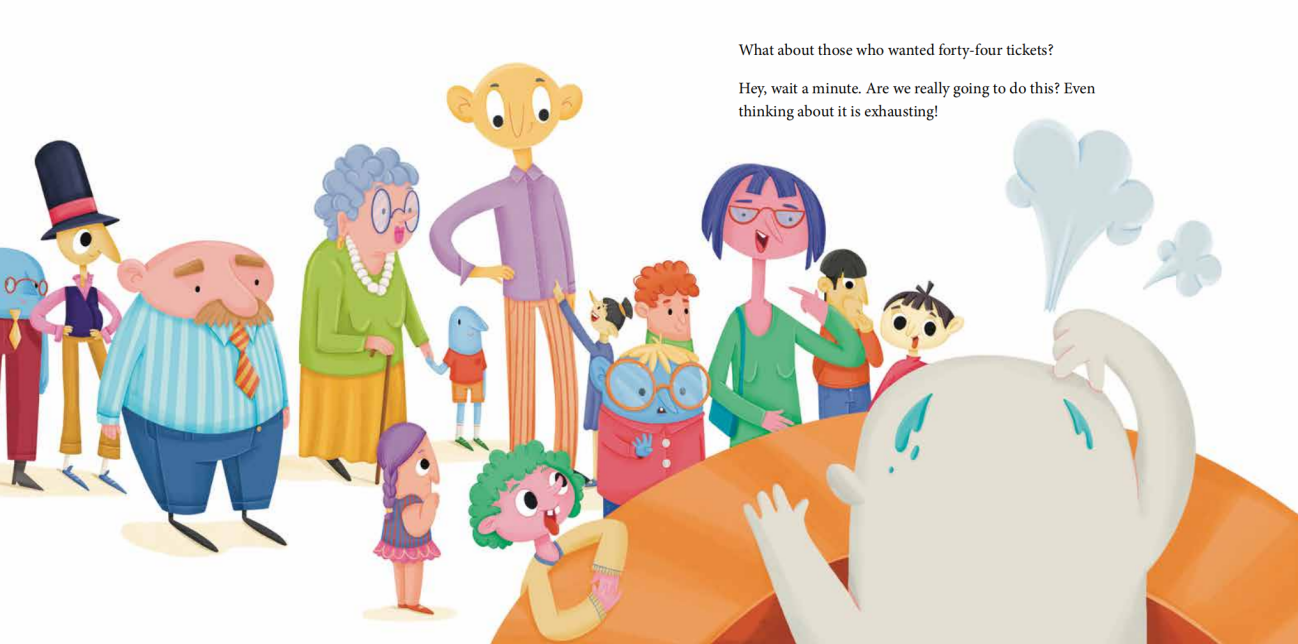 What about those who wanted forty-four tickets?
Hey, wait a minute. Are we really going to do this? Even
thinking about it is exhausting!